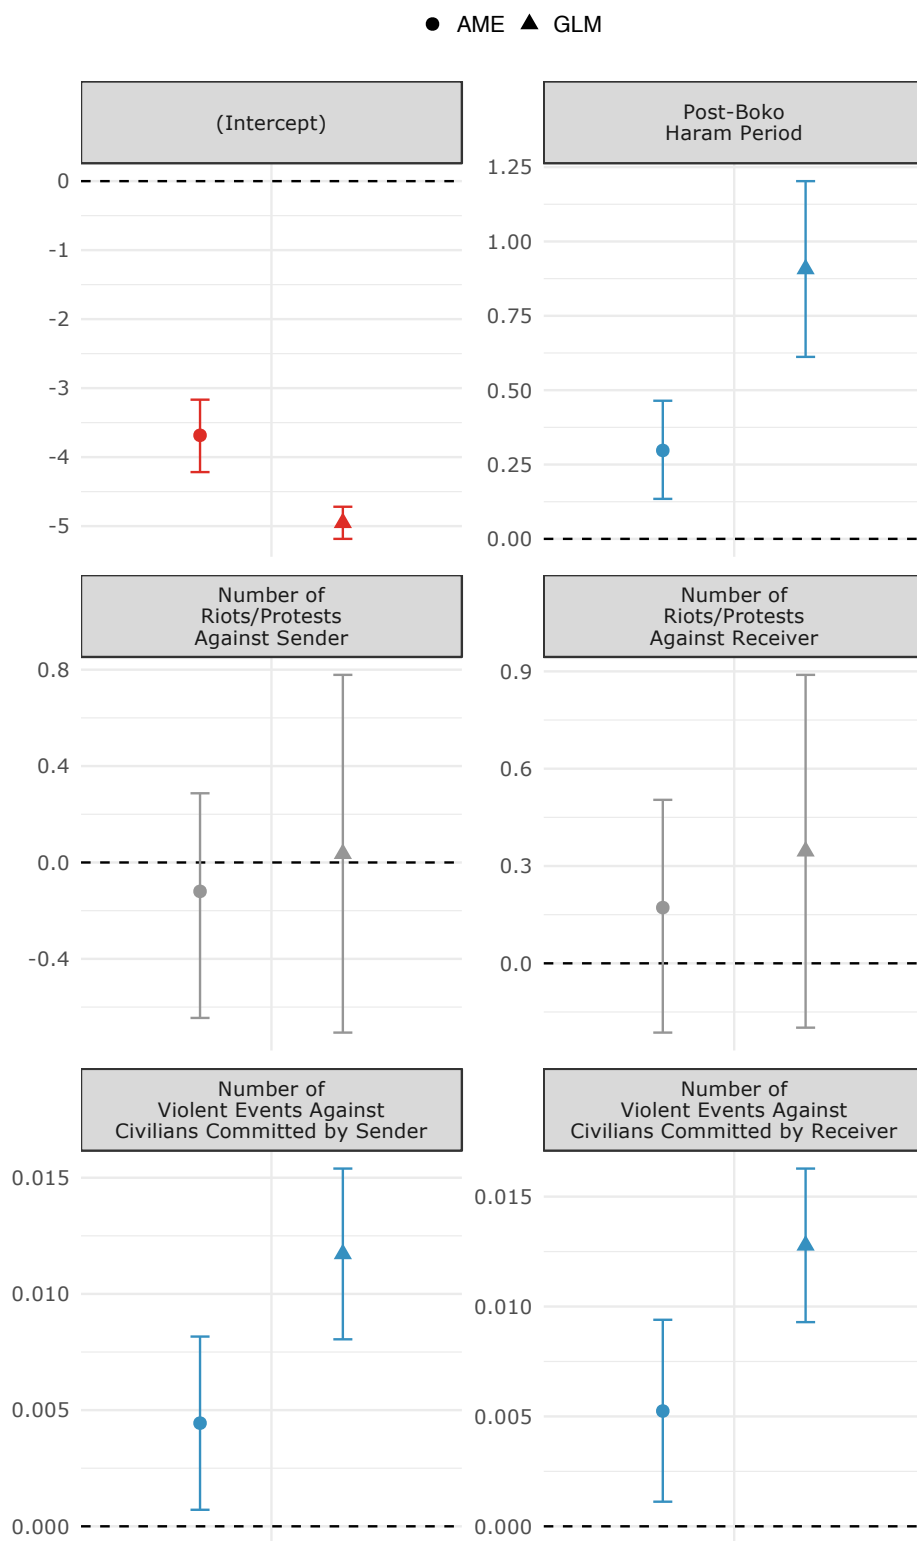 AME GLM
(Intercept)
0
-1
-2
-3
-4
-5
Post-Boko
Haram Period
1.25
1.00
0.75
0.50
0.25
0.00
Number of
Riots/Protests
Against Sender
0.8
0.4
0.0
-0.4
Number of
Riots/Protests
Against Receiver
0.9
0.6
0.3
0.0
Number of
Violent Events Against
Civilians Committed by Sender
0.015
0.010
0.005
0.000
Number of
Violent Events Against
Civilians Committed by Receiver
0.015
0.010
0.005
0.000